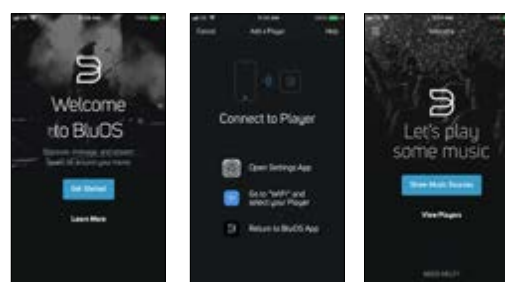 Welcome
to BluOS
Get Started
Learn More
Cancel
Add a Player
Help
Connect to Player
Open Settings App
Go to "WiFi" and
select your Player
Return to BluOS App
Welcome
Let's play
some music
Show Music Sources
View Players
NEED HELP?